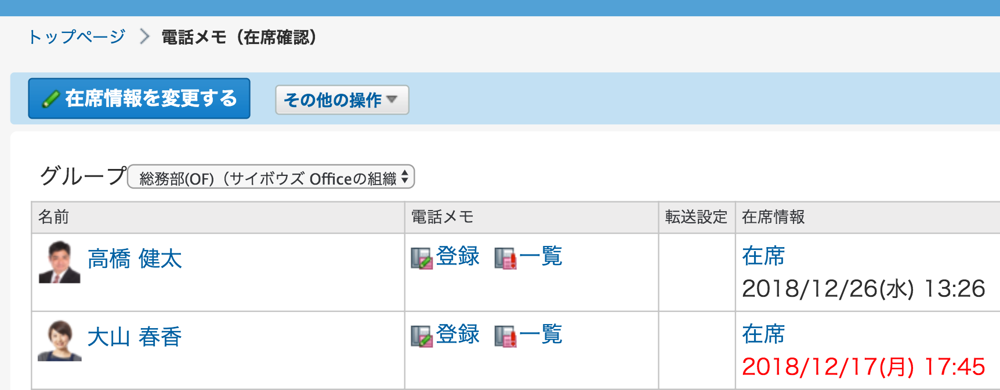 トップページ > 電話メモ（在席確認）
在席情報を変更する その他の操作
グループ 総務部(OF)（サイボウズ Officeの組織
名前 電話メモ 転送設定 在席情報
高橋 健太 登録 一覧 在席
2018/12/26(水) 13:26
大山 春香 登録 一覧 在席
2018/12/17(月) 17:45